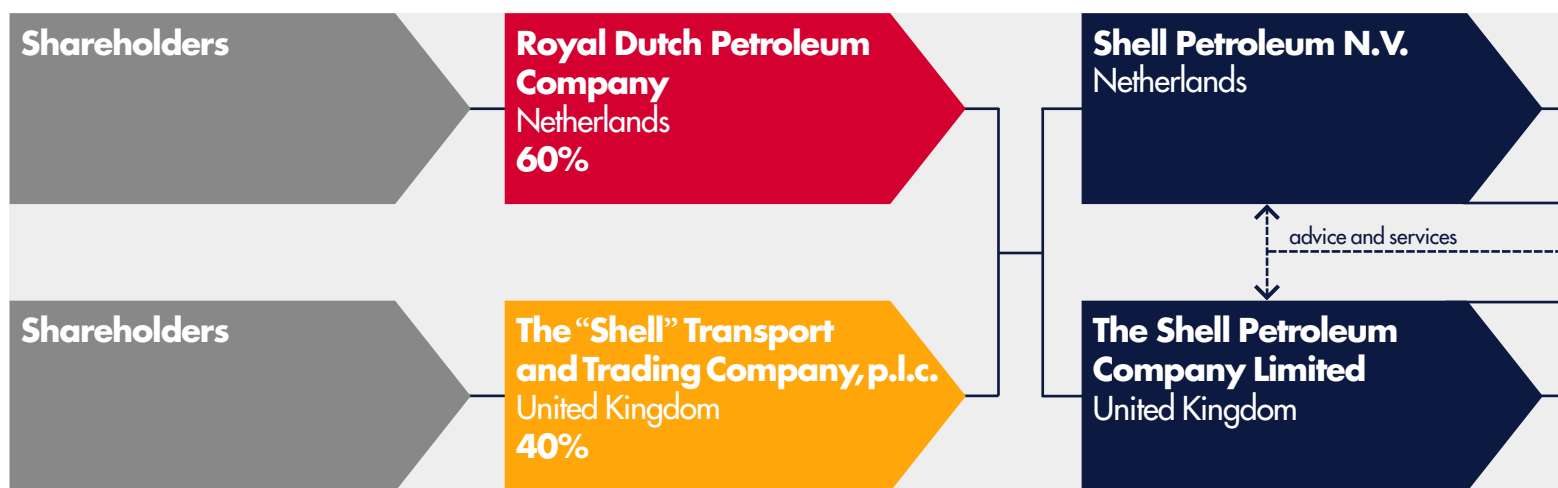 Shareholders
Royal Dutch Petroleum
Company
Netherlands
60%
Shell Petroleum N.V.
Netherlands
advice and services
Shareholders
The “Shell” Transport
and Trading Company, p.l.c.
United Kingdom
40%
The Shell Petroleum
Company Limited
United Kingdom